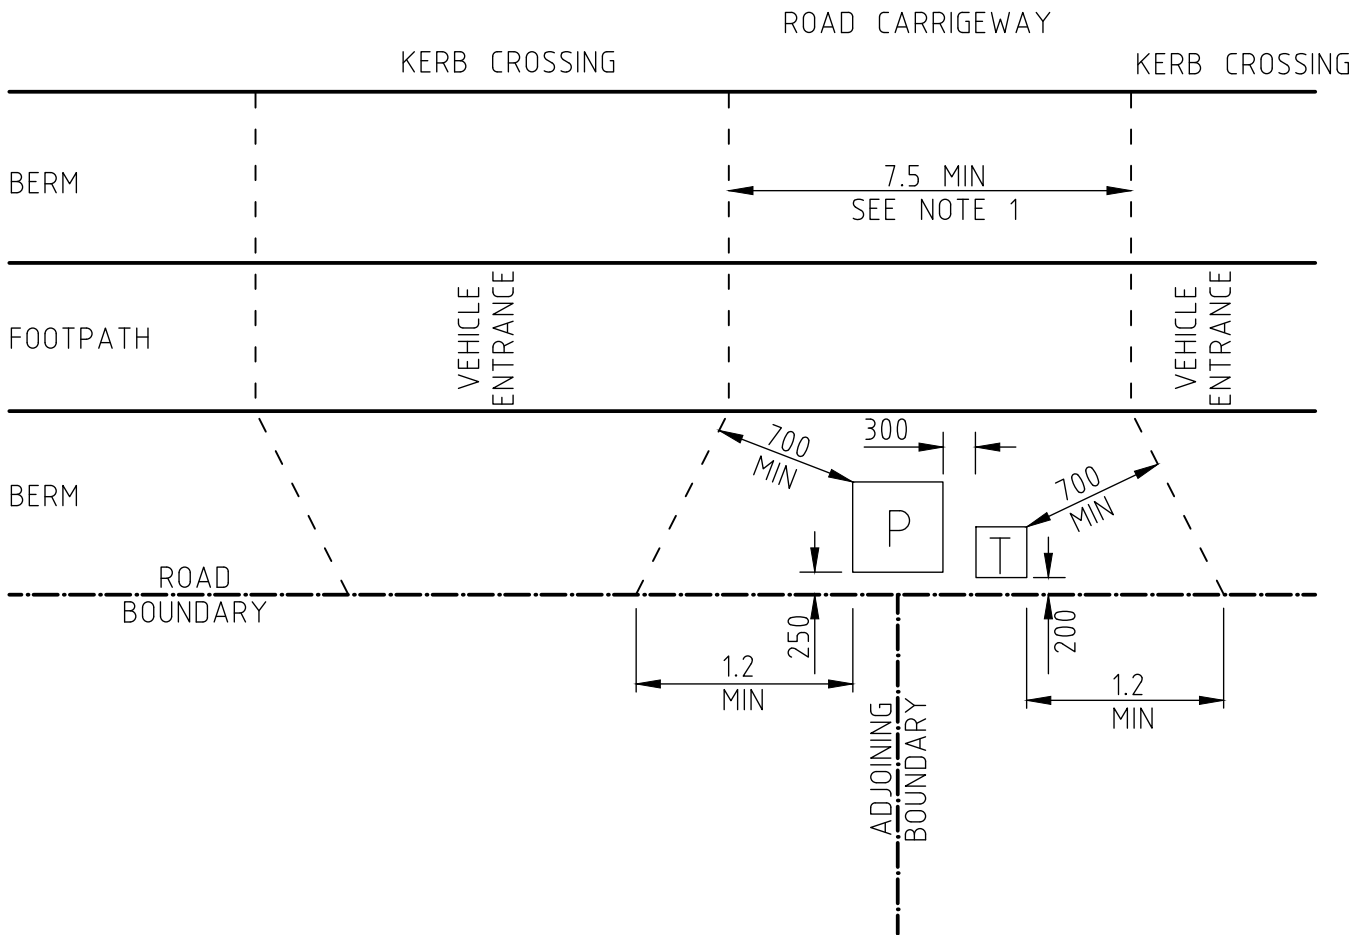 ROAD CARRIGEWAY
KERB CROSSING
KERB CROSSING
BERM
7.5 MIN
SEE NOTE 1
FOOTPATH
VEHICLE
ENTRANCE
VEHICLE
ENTRANCE
BERM
700
MIN
300
700
MIN
P
T
ROAD
BOUNDARY
250
200
1.2
MIN
1.2
MIN
ADJOINING
BOUNDARY